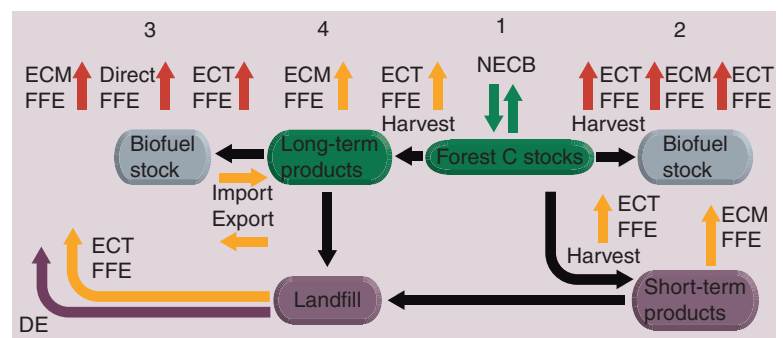 3 4 1 2
ECM Direct ECT ECM ECT NECB ECT ECM ECT
FFE FFE FFE FFE FFE FFE FFE FFE
Harvest Harvest
Biofuel
stock
Long-term
products
Forest C stocks
Biofuel
stock
Import
Export
ECT
FFE
ECT
FFE
Harvest
ECM
FFE
Landfill
Short-term
products
DE